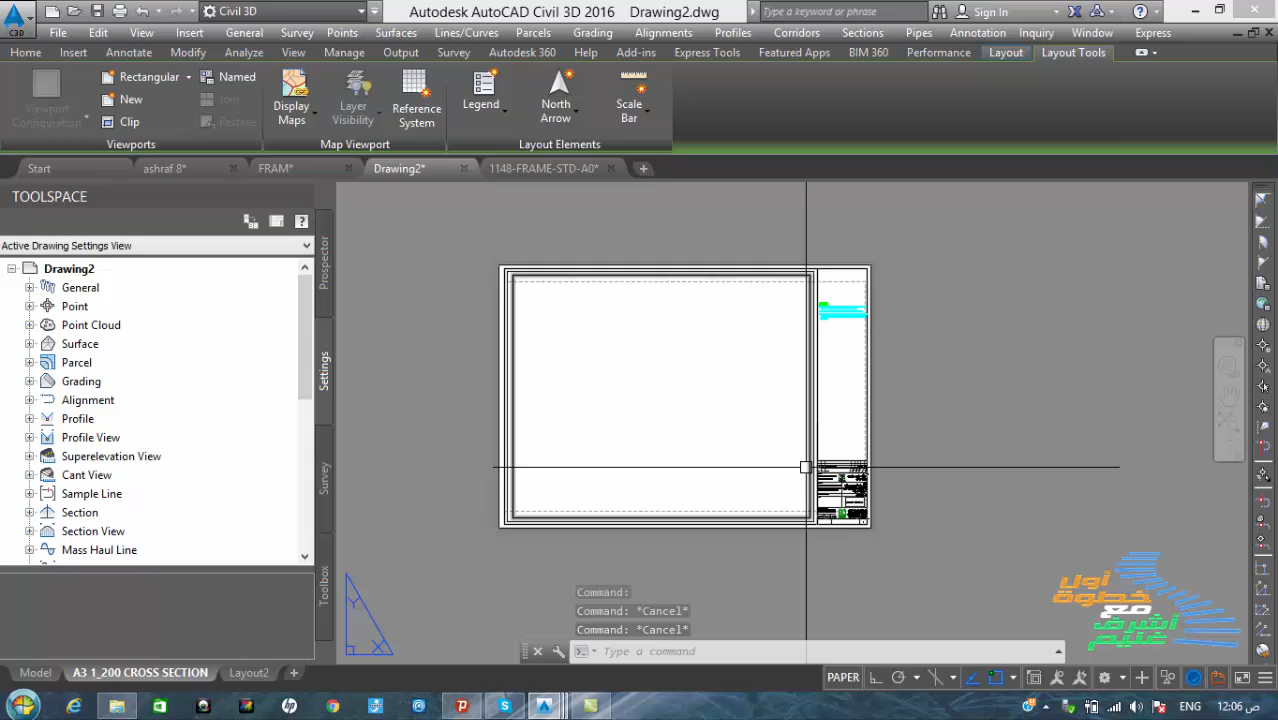 C3D
Civil 3D
Autodesk AutoCAD Civil 3D 2016 Drawing2.dwg
Type a keyword or phrase
Sign In
File Edit View Insert General Survey Points Surfaces Lines/Curves Parcels Grading Alignments Profiles Corridors Sections Pipes Annotation Inquiry Window Express
Home Insert Annotate Modify Analyze View Manage Output Survey Autodesk 360 Help Add-ins Express Tools Featured Apps BIM 360 Performance Layout Layout Tools
Viewport Configuration
Rectangular
New
Clip
Named
Join
Restore
Display Maps
Layer Visibility
Reference System
Legend
North Arrow
Scale Bar
Viewports
Map Viewport
Layout Elements
Start
ashraf 8*
FRAM*
Drawing2*
1148-FRAME-STD-A0*
TOOLSPACE
Active Drawing Settings View
Drawing2
General
Point
Point Cloud
Surface
Parcel
Grading
Alignment
Profile
Profile View
Superelevation View
Cant View
Sample Line
Section
Section View
Mass Haul Line
Prospector
Settings
Survey
Toolbox
Y
X
Command:
Command: *Cancel*
Command: *Cancel*
Type a command
أول
خطوة
مع
أشرف
غنيم
Model
A3 1_200 CROSS SECTION
Layout2
PAPER
ENG
12:06 ص